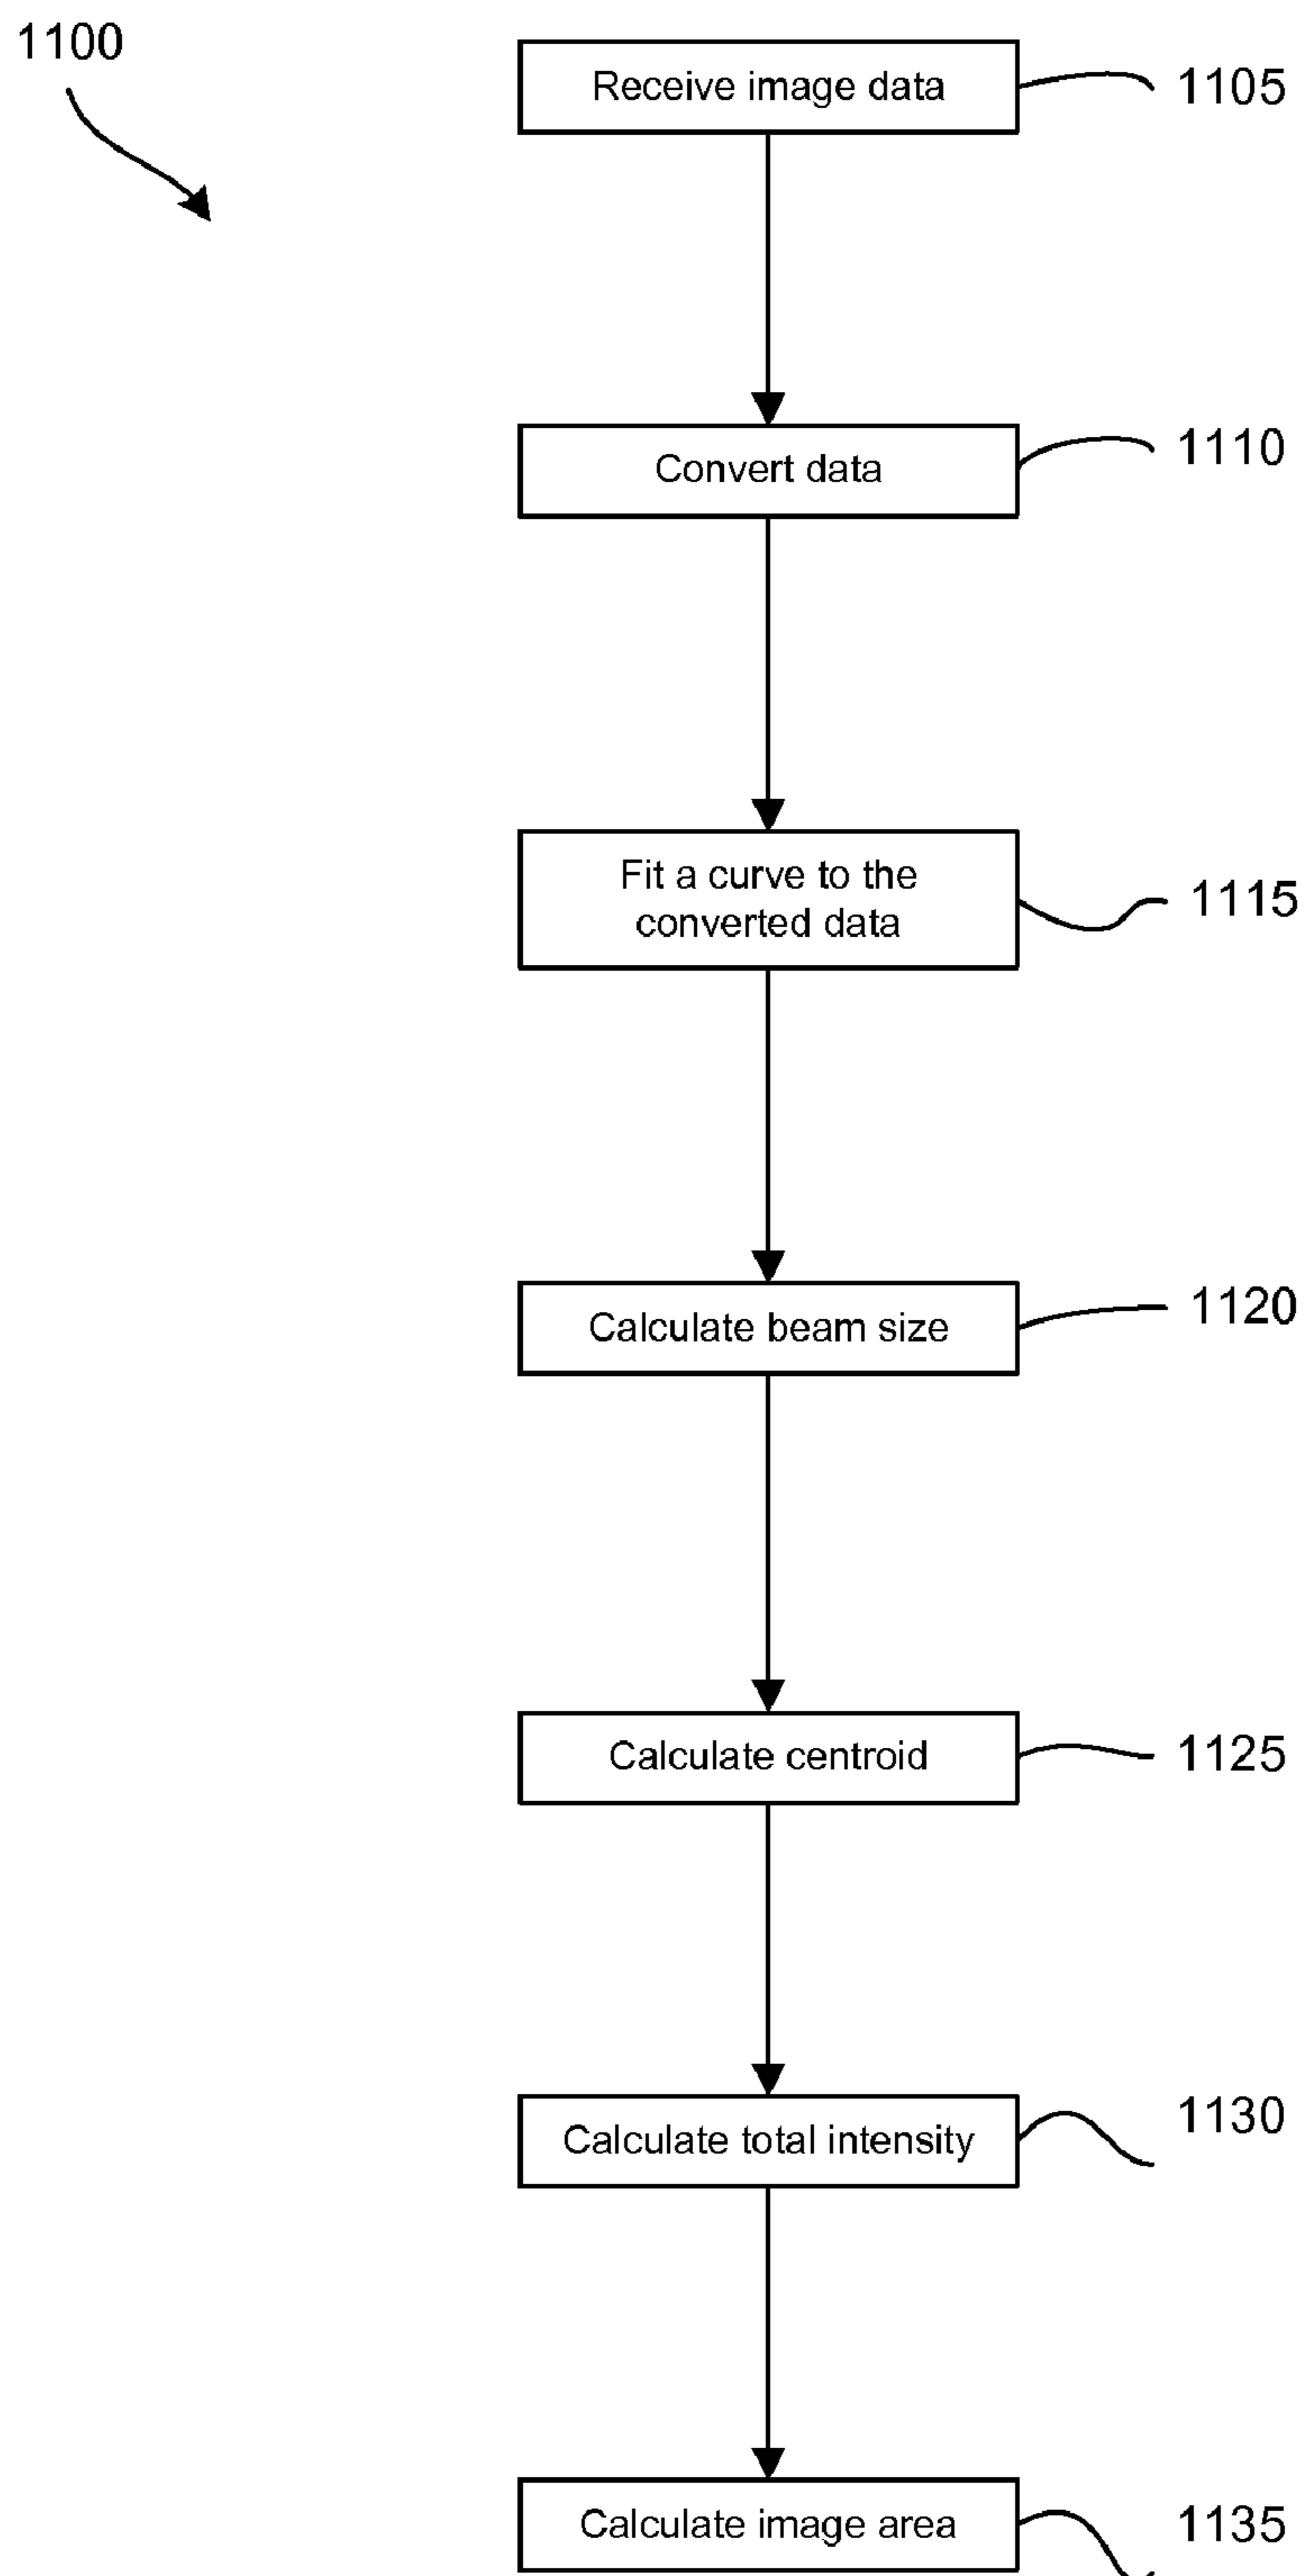 1100
Receive image data
1105
Convert data
1110
Fit a curve to the
converted data
1115
Calculate beam size
1120
Calculate centroid
1125
Calculate total intensity
1130
Calculate image area
1135